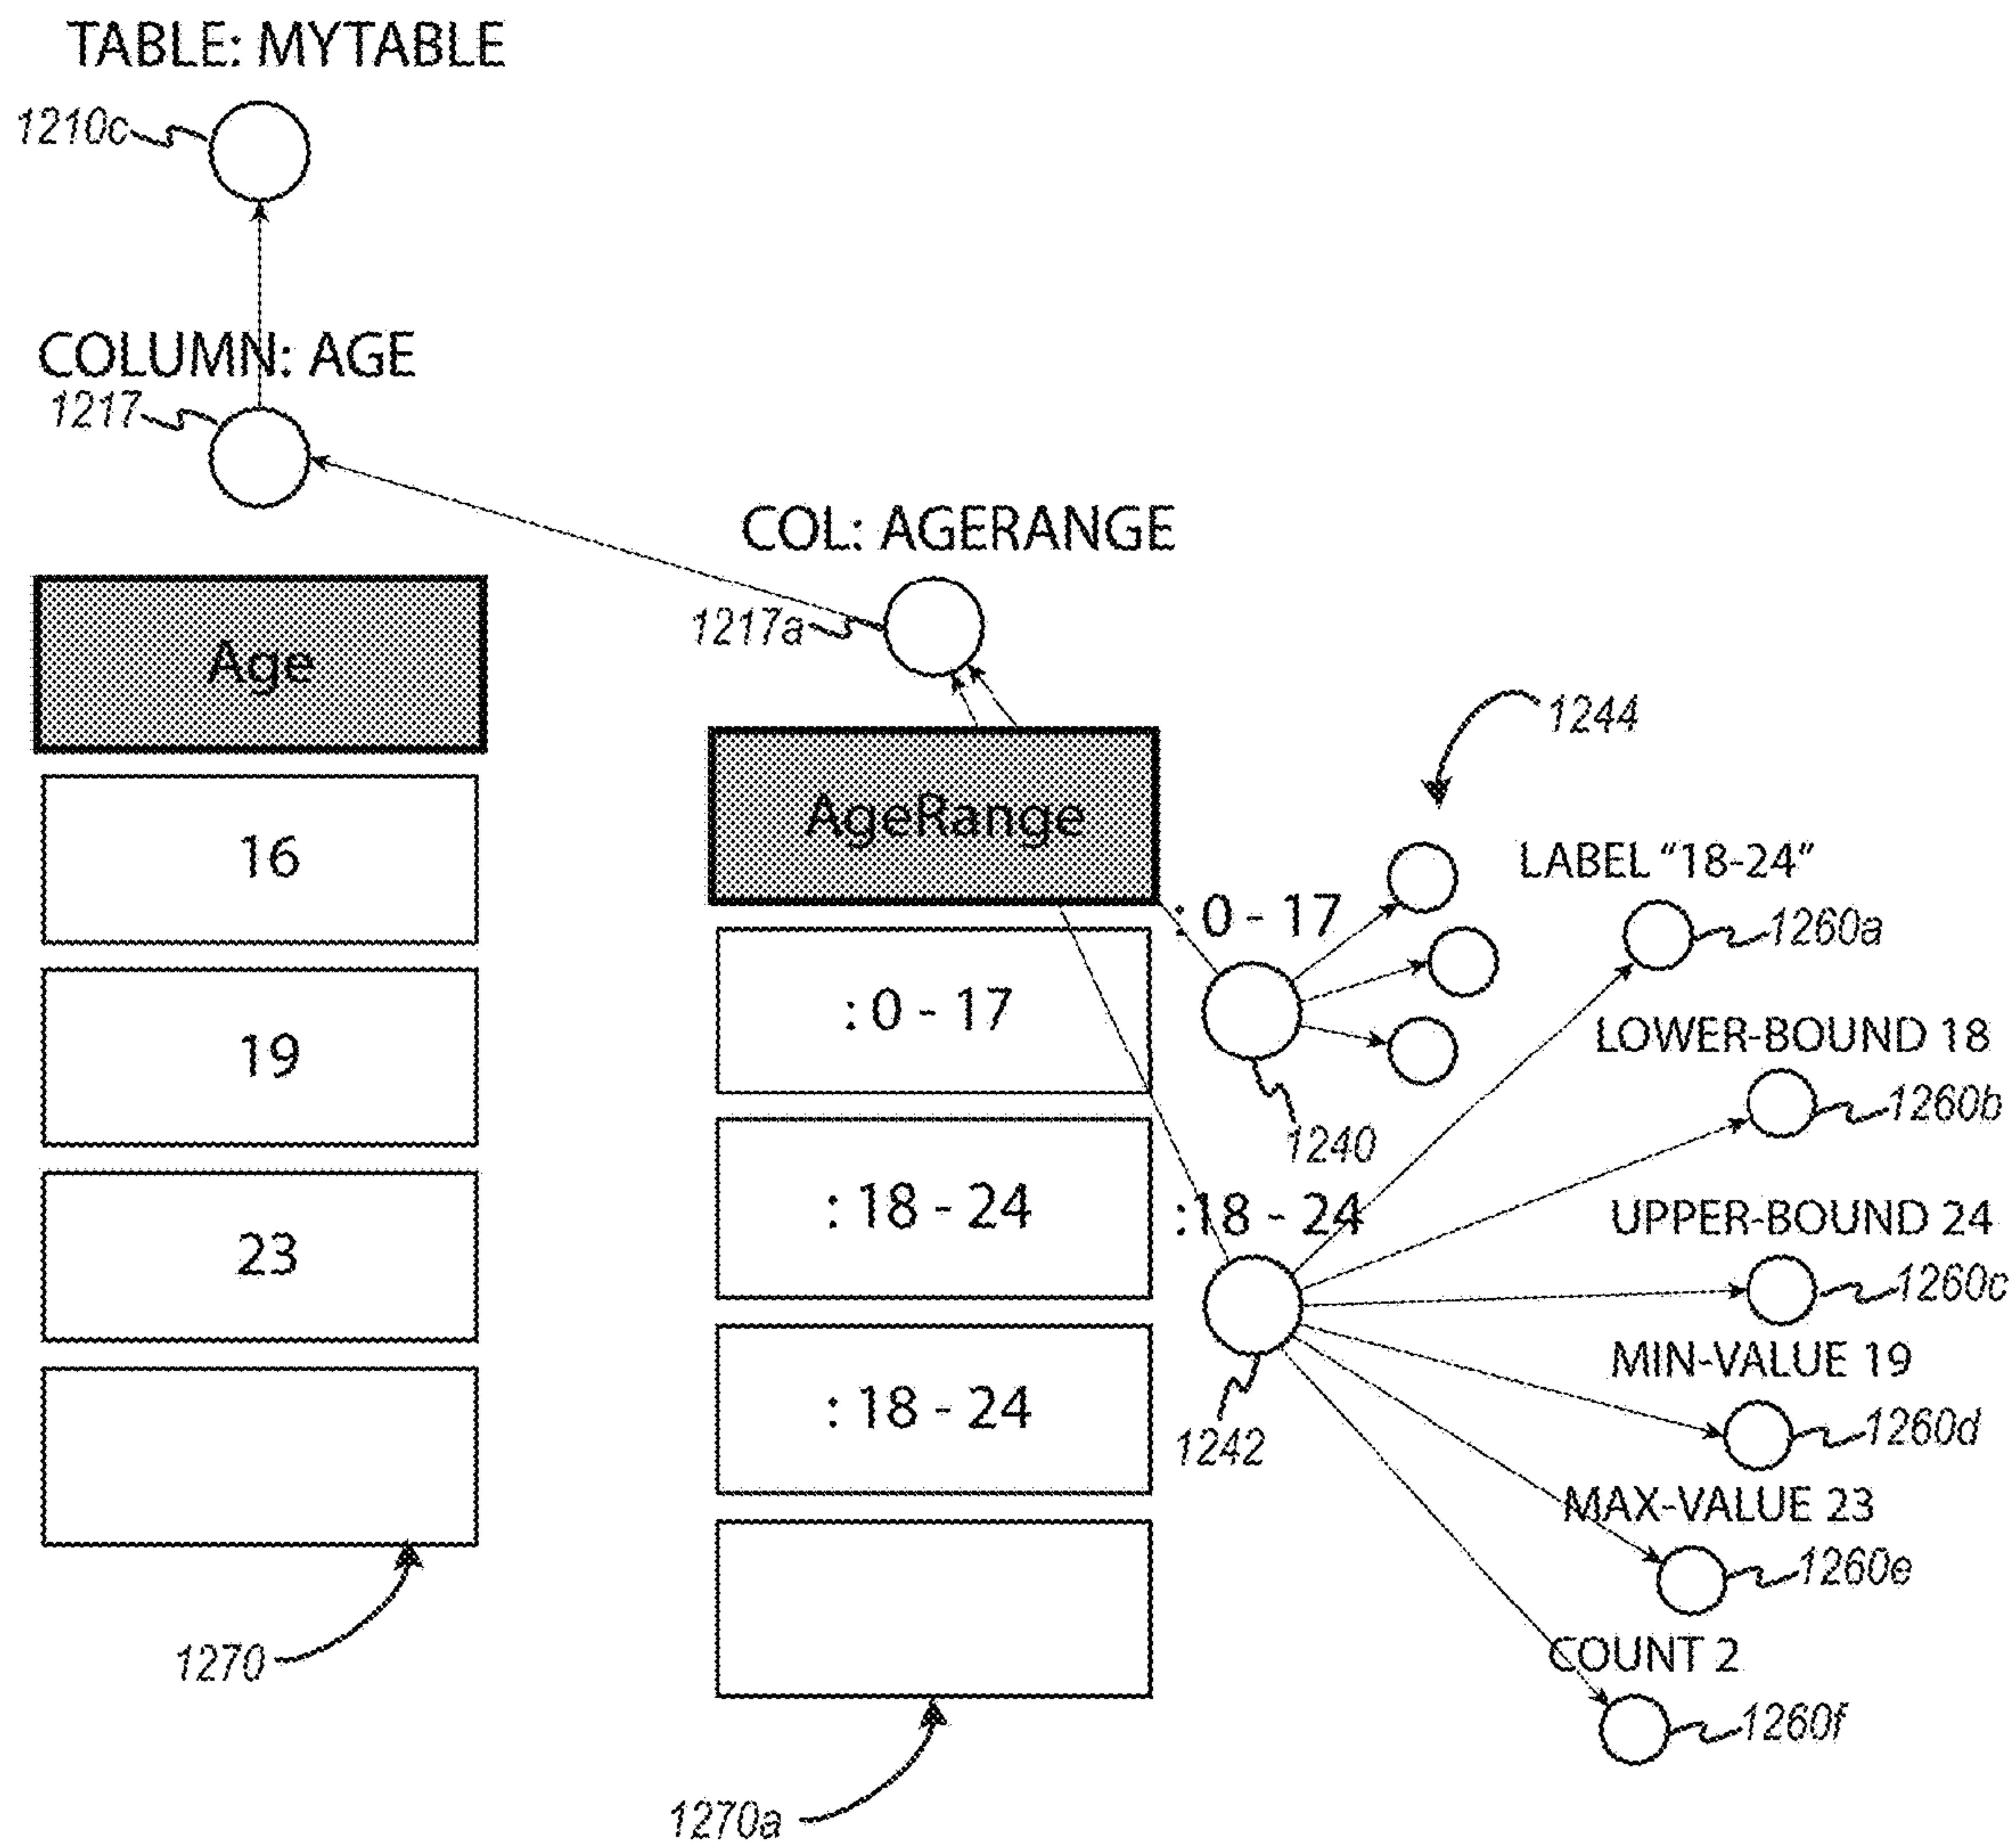 TABLE: MYTABLE
1210c
COLUMN: AGE
1217
COL: AGERANGE
1217a
Age
16
19
23
1270
AgeRange
: 0 - 17
: 18 - 24
: 18 - 24
1270a
1244
: 0 - 17
1240
:18 - 24
1242
LABEL "18-24"
1260a
LOWER-BOUND 18
1260b
UPPER-BOUND 24
1260c
MIN-VALUE 19
1260d
MAX-VALUE 23
1260e
COUNT 2
1260f